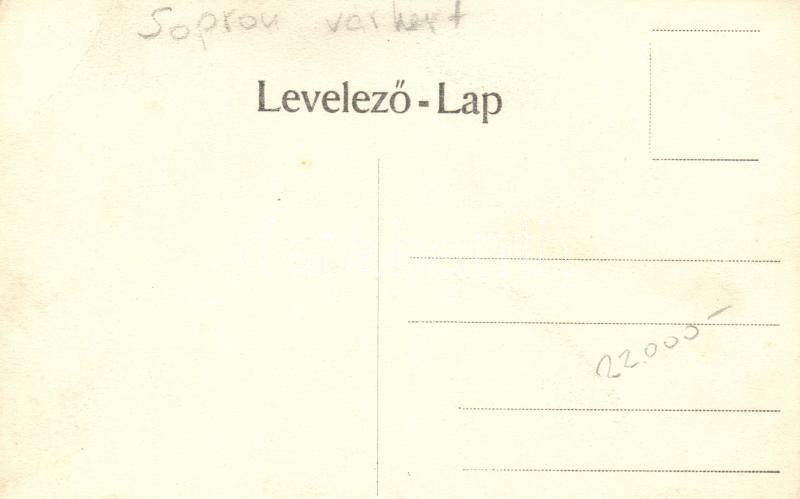 Sopron várkert
Levelező-Lap
22.000-